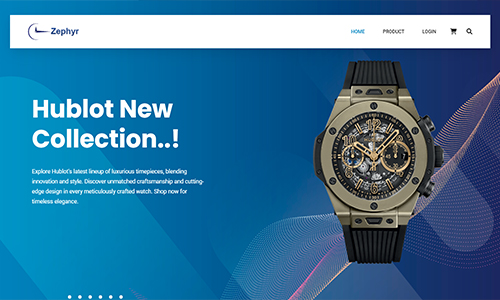 Zephyr
HOME PRODUCT LOGIN
Hublot New
Collection..!
Explore Hublot's latest lineup of luxurious timepieces, blending
innovation and style. Discover unmatched craftsmanship and cutting-
edge design in every meticulously crafted watch. Shop now for
timeless elegance.